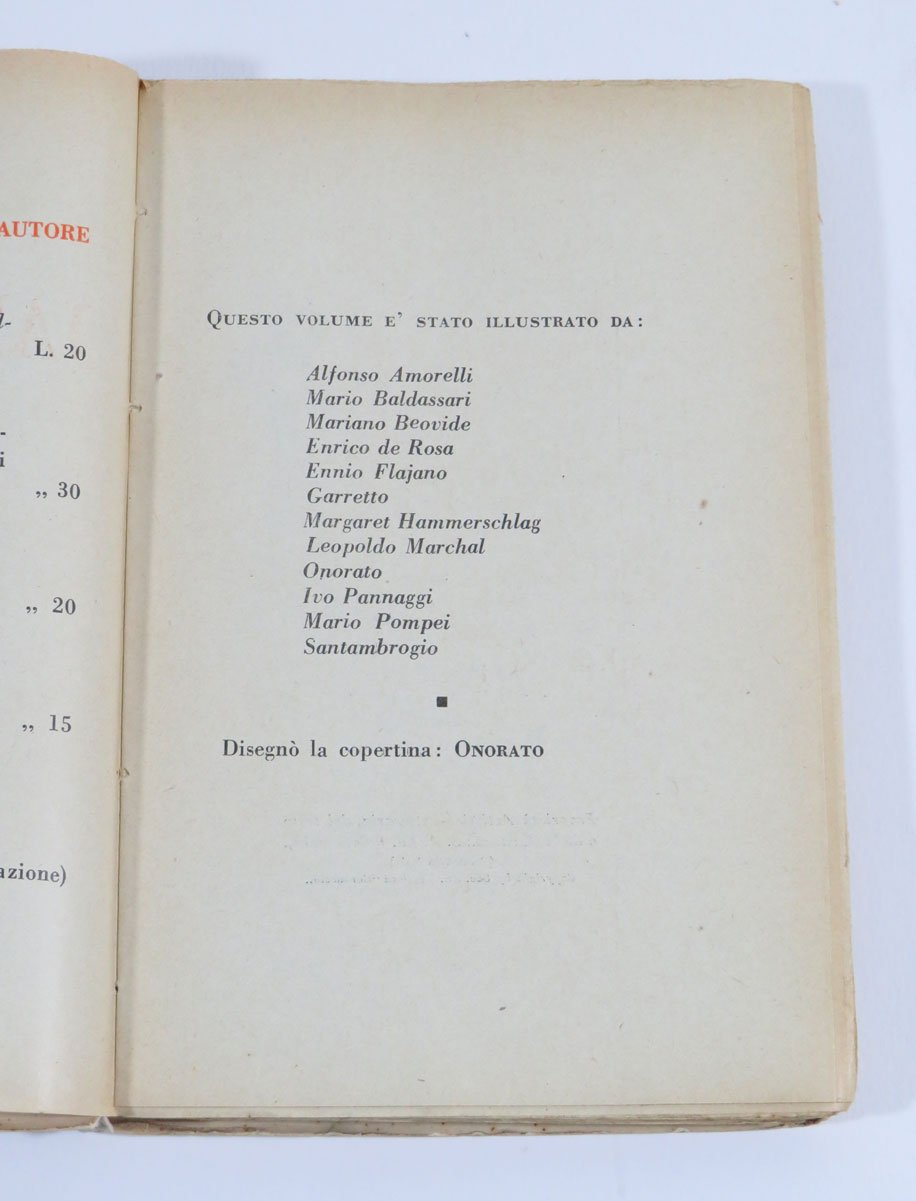 AUTORE
L. 20
i
„ 30
„ 20
„ 15
azione)
QUESTO VOLUME E' STATO ILLUSTRATO DA:
Alfonso Amorelli
Mario Baldassari
Mariano Beovide
Enrico de Rosa
Ennio Flajano
Garretto
Margaret Hammerschlag
Leopoldo Marchal
Onorato
Ivo Pannaggi
Mario Pompei
Santambrogio
Disegnò la copertina: ONORATO